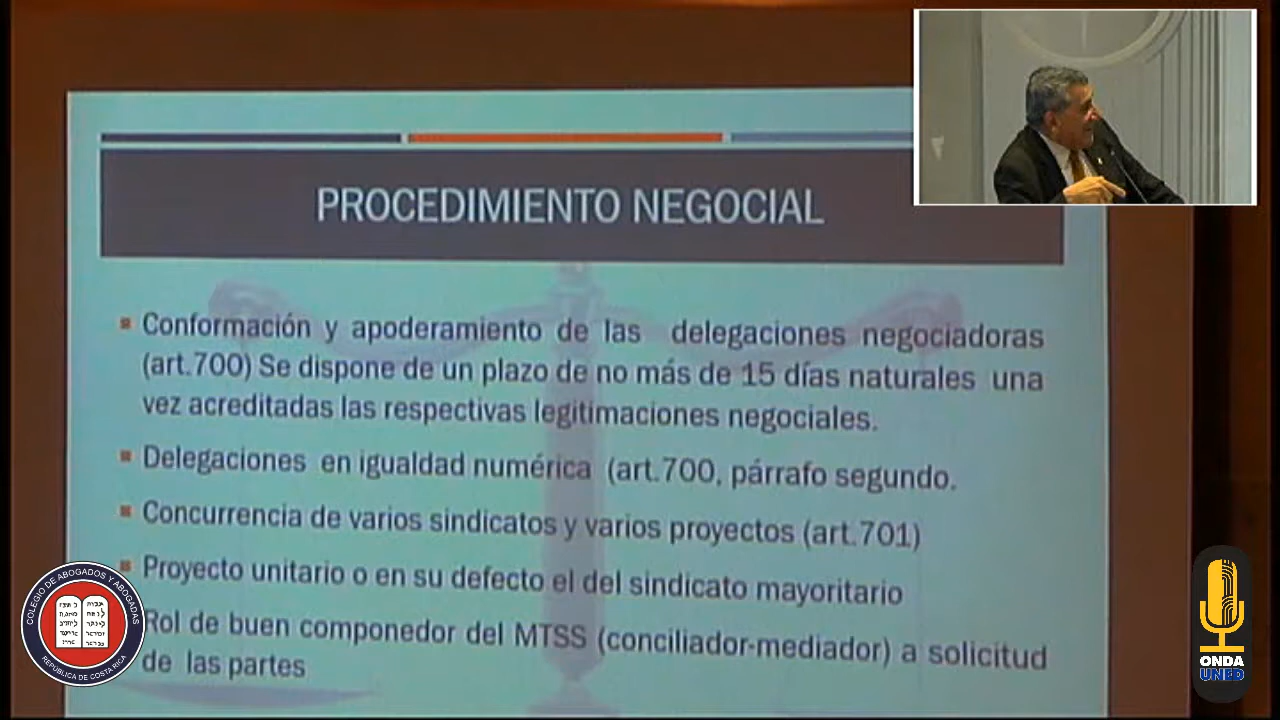 PROCEDIMIENTO NEGOCIAL
Conformación y apoderamiento de las delegaciones negociadoras
(art.700) Se dispone de un plazo de no más de 15 días naturales una
vez acreditadas las respectivas legitimaciones negociales.
Delegaciones en igualdad numérica (art.700, párrafo segundo.
Concurrencia de varios sindicatos y varios proyectos (art.701)
Proyecto unitario o en su defecto el del sindicato mayoritario
Rol de buen componedor del MTSS (conciliador-mediador) a solicitud
de las partes
COLEGIO DE ABOGADOS Y ABOGADAS
REPÚBLICA DE COSTA RICA
ONDA
UNED